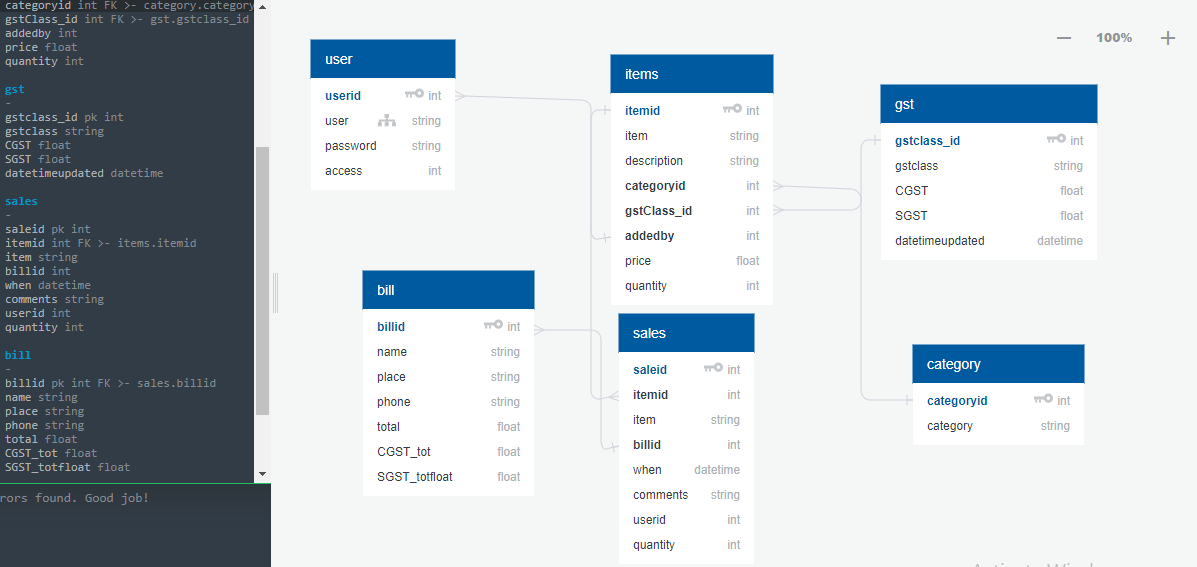 categoryid int FK >- category.category
gstClass_id int FK >- gst.gstclass_id
addedby int
price float
quantity int
gst
-
gstclass_id pk int
gstclass string
CGST float
SGST float
datetimeupdated datetime
sales
-
saleid pk int
itemid int FK >- items.itemid
item string
billid int
when datetime
comments string
userid int
quantity int
bill
-
billid pk int FK >- sales.billid
name string
place string
phone string
total float
CGST_tot float
SGST_totfloat float
rors found. Good job!
100%
user
userid int
user string
password string
access int
items
itemid int
item string
description string
categoryid int
gstClass_id int
addedby int
price float
quantity int
gst
gstclass_id int
gstclass string
CGST float
SGST float
datetimeupdated datetime
bill
billid int
name string
place string
phone string
total float
CGST_tot float
SGST_totfloat float
sales
saleid int
itemid int
item string
billid int
when datetime
comments string
userid int
quantity int
category
categoryid int
category string